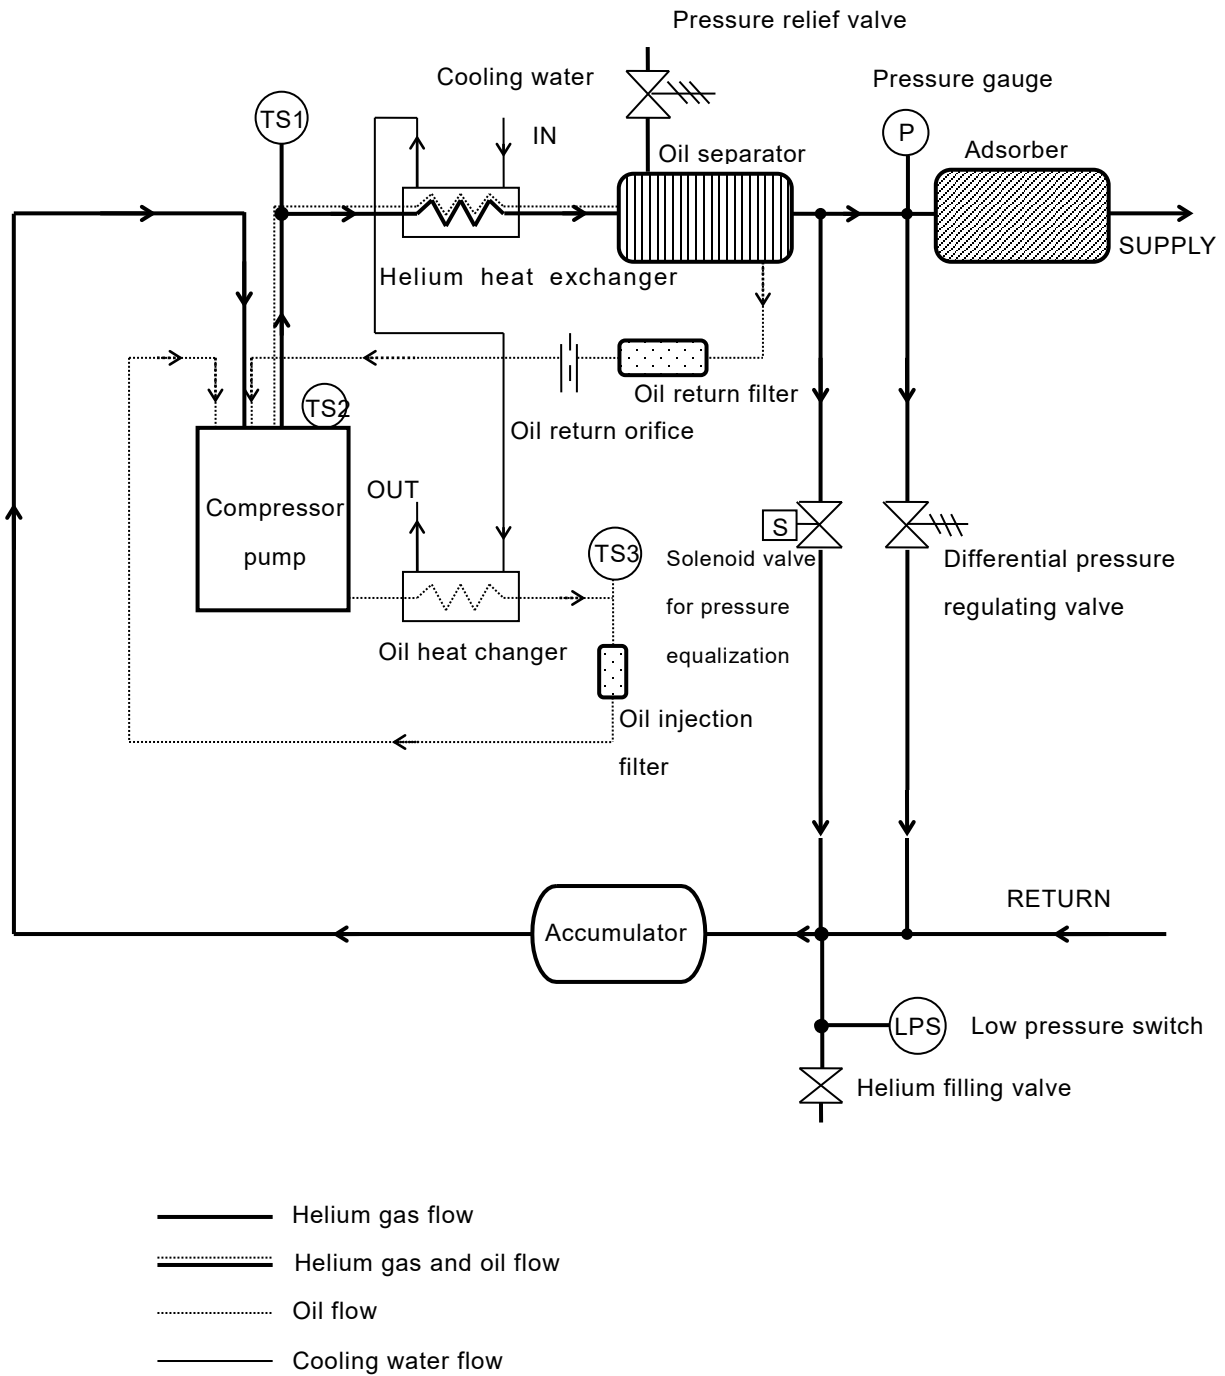 Pressure relief valve
Cooling water
Pressure gauge
TS1
IN
P
Oil separator
Adsorber
SUPPLY
Helium heat exchanger
Oil return filter
TS2
Oil return orifice
OUT
Compressor
pump
S
TS3
Solenoid valve
for pressure
equalization
Differential pressure
regulating valve
Oil heat changer
Oil injection
filter
RETURN
Accumulator
LPS
Low pressure switch
Helium filling valve
Helium gas flow
Helium gas and oil flow
Oil flow
Cooling water flow